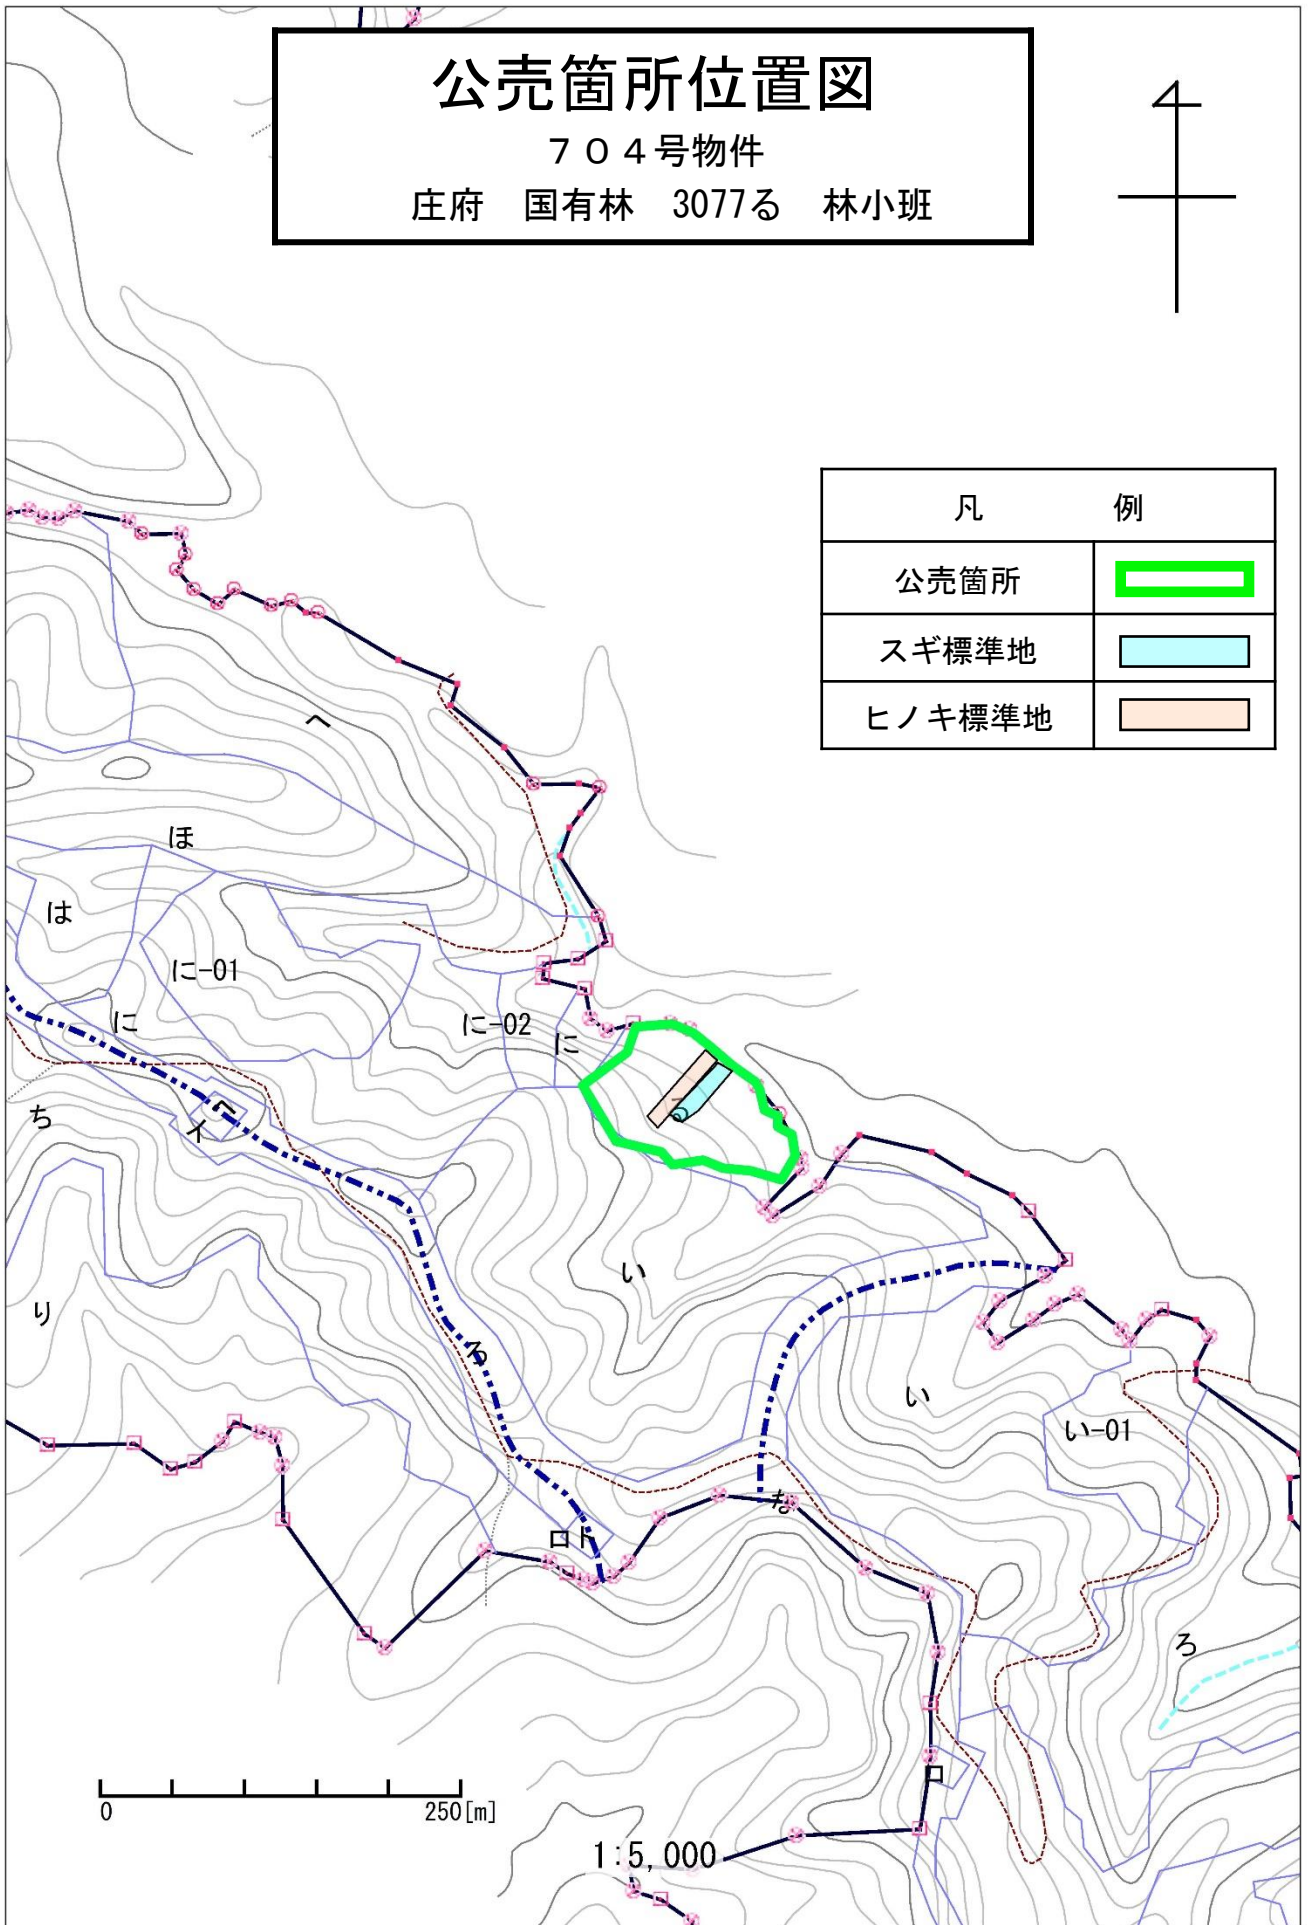 公売箇所位置図
７０４号物件
庄府　国有林　3077る　林小班
凡　例
公売箇所
スギ標準地
ヒノキ標準地
へ
ほ
は
に-01
に
に-02
に
る
へ
イ
ち
り
い
ろ
い
い-01
な
ロ ト
ろ
ロ
0 250[m]
1:5,000